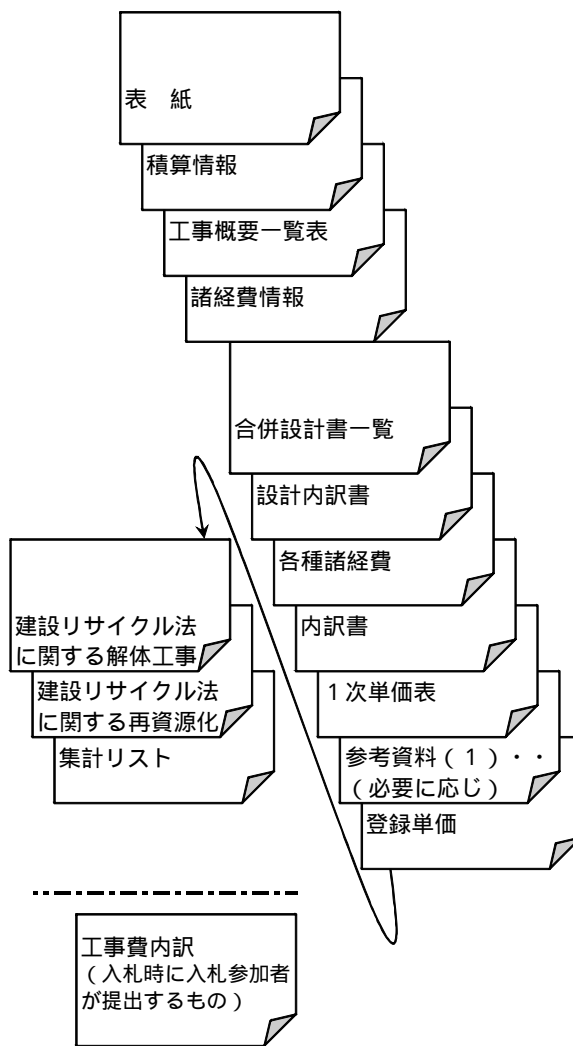 表　紙
積算情報
工事概要一覧表
諸経費情報
合併設計書一覧
設計内訳書
各種諸経費
内訳書
１次単価表
参考資料（１）・・
（必要に応じ）
登録単価
建設リサイクル法
に関する解体工事
建設リサイクル法
に関する再資源化
集計リスト
工事費内訳
（入札時に入札参加者
が提出するもの）